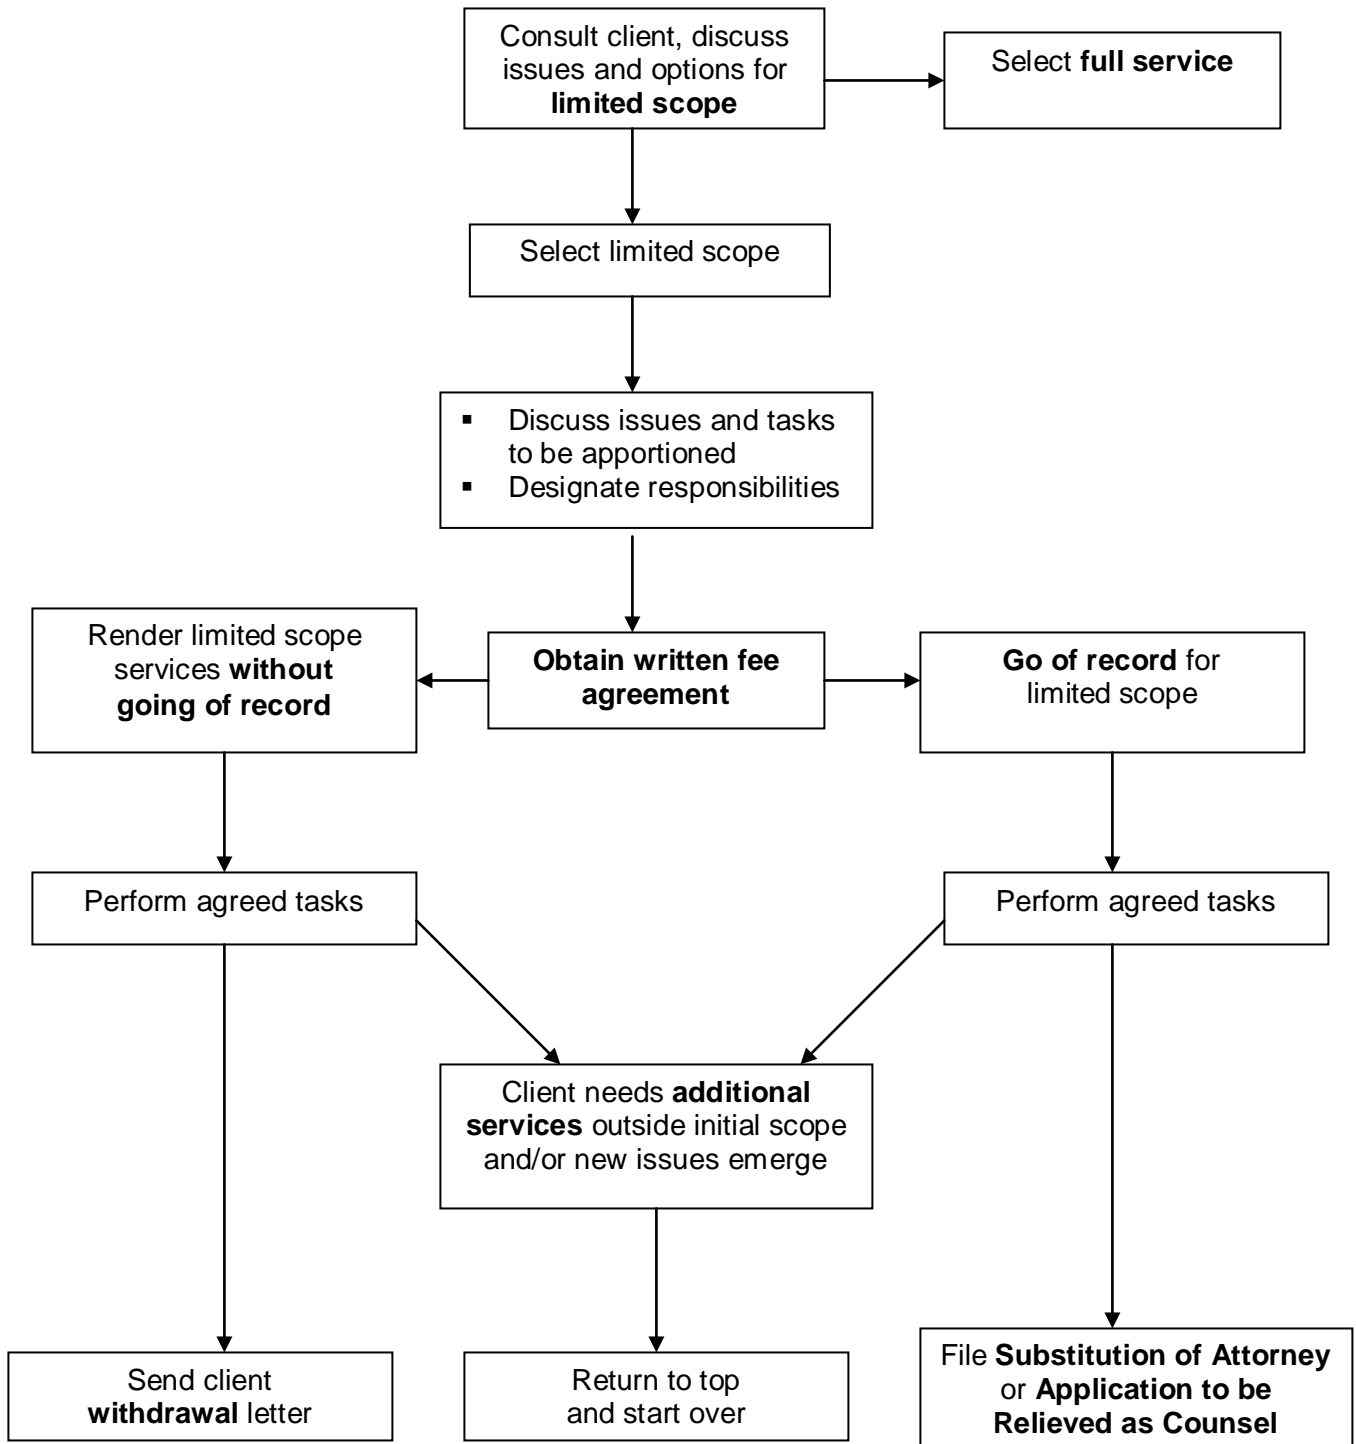 Consult client, discuss
issues and options for
limited scope
Select full service
Select limited scope
▪ Discuss issues and tasks
to be apportioned
▪ Designate responsibilities
Render limited scope
services without
going of record
Obtain written fee
agreement
Go of record for
limited scope
Perform agreed tasks
Perform agreed tasks
Client needs additional
services outside initial scope
and/or new issues emerge
Send client
withdrawal letter
Return to top
and start over
File Substitution of Attorney
or Application to be
Relieved as Counsel